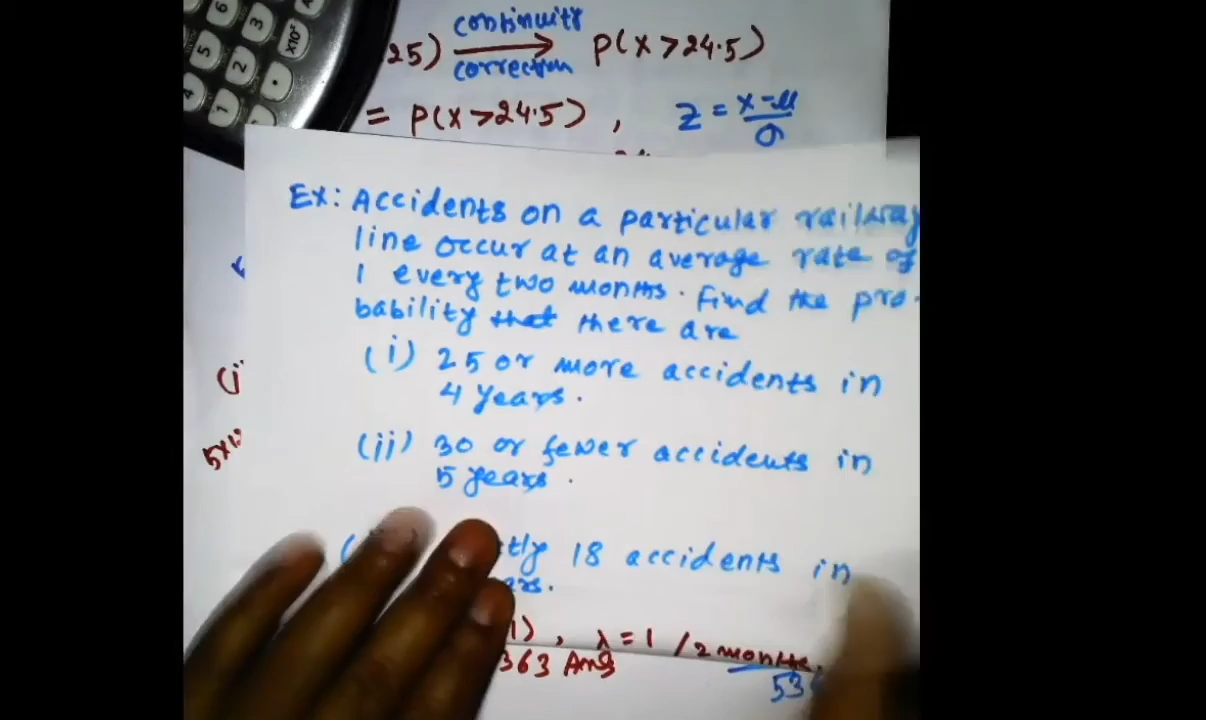 continuity
25) → P(X>24.5)
correction
= P(X>24.5) , Z = x-μ/σ
Ex: Accidents on a particular railway
line occur at an average rate of
1 every two months. Find the pro-
bability that there are
(i) 25 or more accidents in
4 years.
(ii) 30 or fewer accidents in
5 years.
18 accidents in
1) , λ = 1 /2 months.
363 Ans